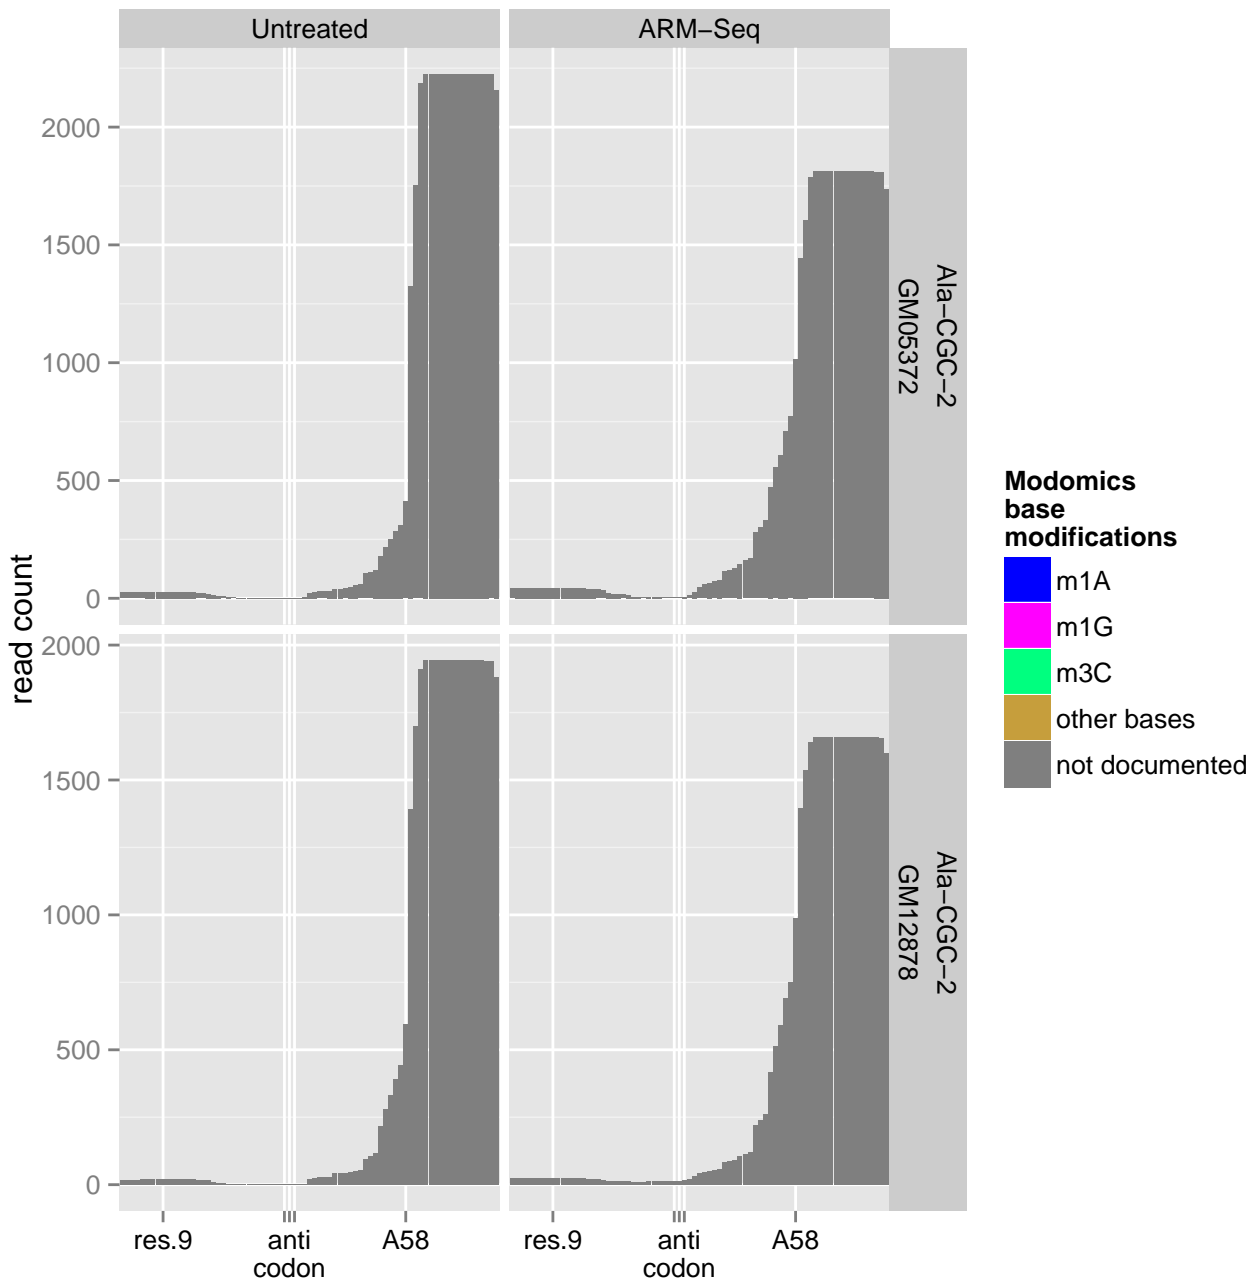 Untreated
ARM−Seq
read count
2000
1500
1000
500
0
Ala−CGC−2
GM05372
2000
1500
1000
500
0
Ala−CGC−2
GM12878
res.9
anti
codon
A58
res.9
anti
codon
A58
Modomics
base
modifications
m1A
m1G
m3C
other bases
not documented